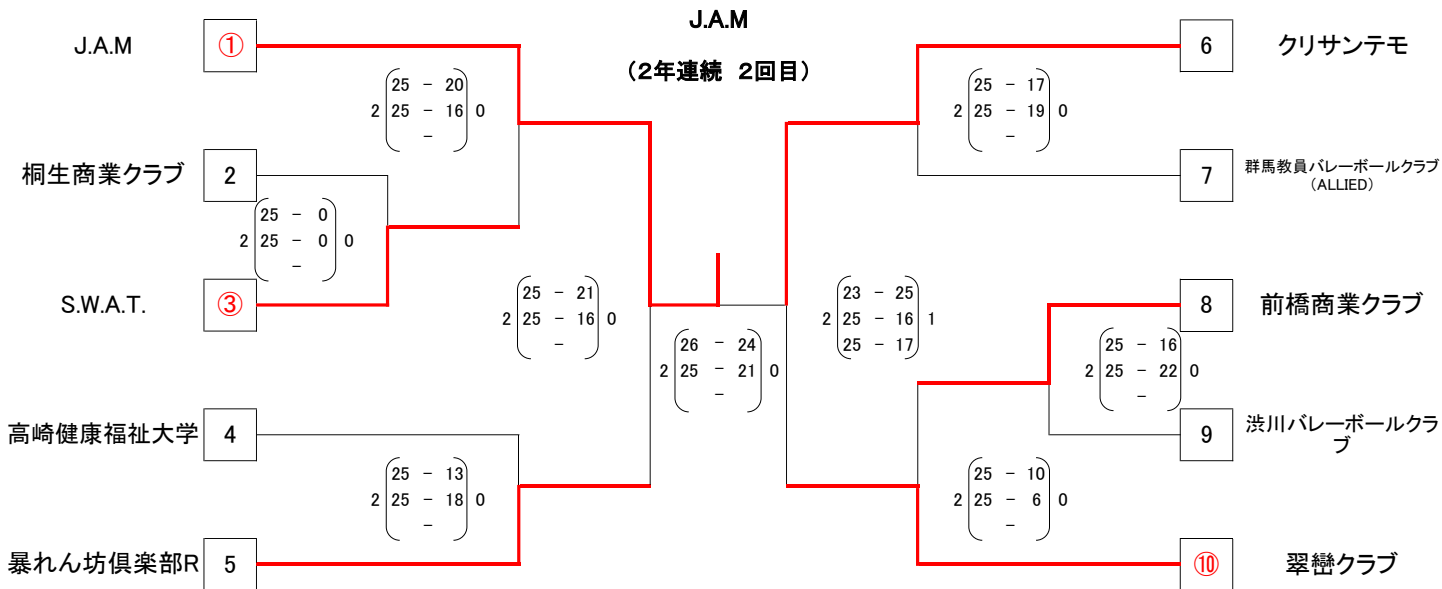 J.A.M
(2年連続 2回目)
J.A.M ①
25 - 20
2 25 - 16 0
-
桐生商業クラブ 2
25 - 0
2 25 - 0 0
-
S.W.A.T. ③
25 - 21
2 25 - 16 0
-
高崎健康福祉大学 4
25 - 13
2 25 - 18 0
-
暴れん坊倶楽部R 5
26 - 24
2 25 - 21 0
-
6 クリサンテモ
25 - 17
2 25 - 19 0
-
7 群馬教員バレーボールクラブ
(ALLIED)
23 - 25
2 25 - 16 1
25 - 17
8 前橋商業クラブ
25 - 16
2 25 - 22 0
-
9 渋川バレーボールクラ
ブ
25 - 10
2 25 - 6 0
-
⑩ 翠巒クラブ